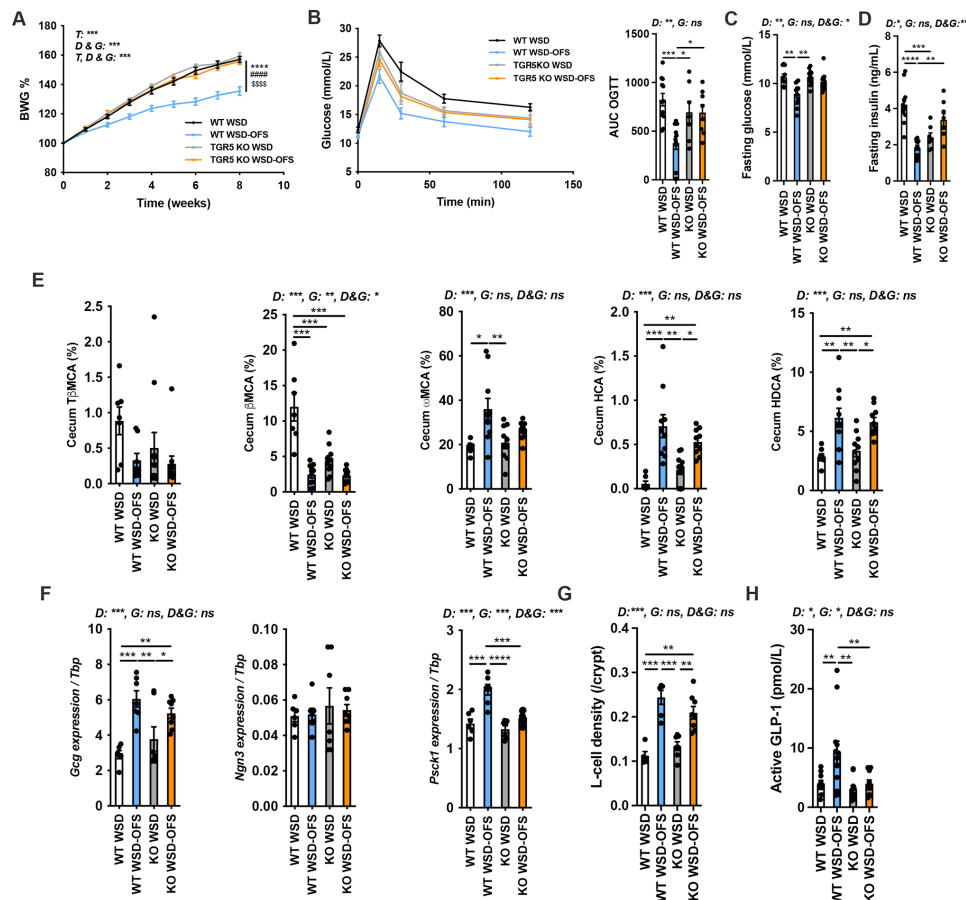 A
T: ***
D & G: ***
T, D & G: ***
BWG %
160
140
120
100
80
0 2 4 6 8 10
Time (weeks)
****
####
$$$$
WT WSD
WT WSD-OFS
TGR5 KO WSD
TGR5 KO WSD-OFS
B
Glucose (mmol/L)
30
20
10
0
0 50 100 150
Time (min)
WT WSD
WT WSD-OFS
TGR5KO WSD
TGR5 KO WSD-OFS
D: **, G: ns
*
*** *
AUC OGTT
1500
1000
500
0
WT WSD
WT WSD-OFS
KO WSD
KO WSD-OFS
C
D: **, G: ns, D&G: *
** **
Fasting glucose (mmol/L)
15
10
5
0
WT WSD
WT WSD-OFS
KO WSD
KO WSD-OFS
D
D:*, G: ns, D&G:**
***
**** **
Fasting insulin (ng/mL)
8
6
4
2
0
WT WSD
WT WSD-OFS
KO WSD
KO WSD-OFS
E
Cecum TβMCA (%)
2.5
2.0
1.5
1.0
0.5
0.0
WT WSD
WT WSD-OFS
KO WSD
KO WSD-OFS
D: ***, G: **, D&G: *
***
***
***
Cecum βMCA (%)
25
20
15
10
5
0
WT WSD
WT WSD-OFS
KO WSD
KO WSD-OFS
D: ***, G: ns, D&G: ns
* **
Cecum ωMCA (%)
80
60
40
20
0
WT WSD
WT WSD-OFS
KO WSD
KO WSD-OFS
D: ***, G: ns, D&G: ns
**
*** ** *
Cecum HCA (%)
2.0
1.5
1.0
0.5
0.0
WT WSD
WT WSD-OFS
KO WSD
KO WSD-OFS
D: ***, G: ns, D&G: ns
**
** ** *
Cecum HDCA (%)
15
10
5
0
WT WSD
WT WSD-OFS
KO WSD
KO WSD-OFS
F
D: ***, G: ns, D&G: ns
**
*** ** *
Gcg expression / Tbp
10
8
6
4
2
0
WT WSD
WT WSD-OFS
KO WSD
KO WSD-OFS
Ngn3 expression / Tbp
0.10
0.08
0.06
0.04
0.02
0.00
WT WSD
WT WSD-OFS
KO WSD
KO WSD-OFS
D: ***, G: ***, D&G: ***
***
*** ****
Psck1 expression / Tbp
3
2
1
0
WT WSD
WT WSD-OFS
KO WSD
KO WSD-OFS
G
D:***, G: ns, D&G: ns
**
*** *** **
L-cell density (/crypt)
0.4
0.3
0.2
0.1
0.0
WT WSD
WT WSD-OFS
KO WSD
KO WSD-OFS
H
D: *, G: *, D&G: ns
**
** **
Active GLP-1 (pmol/L)
30
20
10
0
WT WSD
WT WSD-OFS
KO WSD
KO WSD-OFS